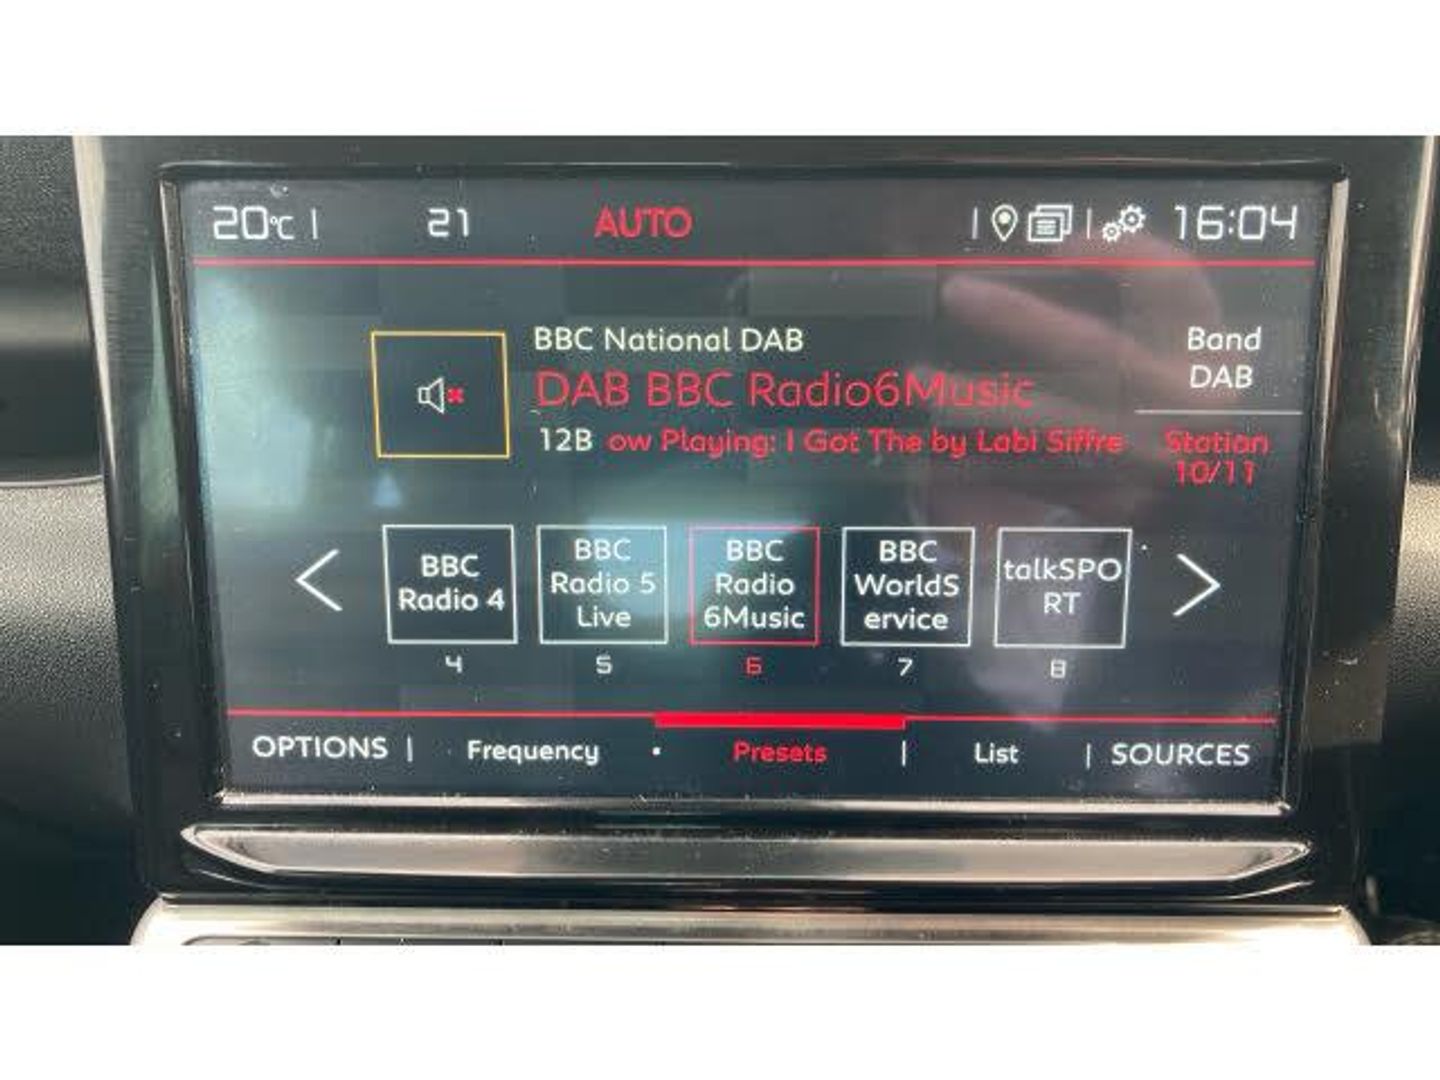 20°C | 21 AUTO | | 16:04
BBC National DAB
DAB BBC Radio6Music
12B ow Playing: I Got The by Labi Siffre
Band
DAB
Station
10/11
BBC
Radio 4
4
BBC
Radio 5
Live
5
BBC
Radio
6Music
6
BBC
WorldS
ervice
7
talkSPO
RT
8
OPTIONS | Frequency • Presets | List | SOURCES